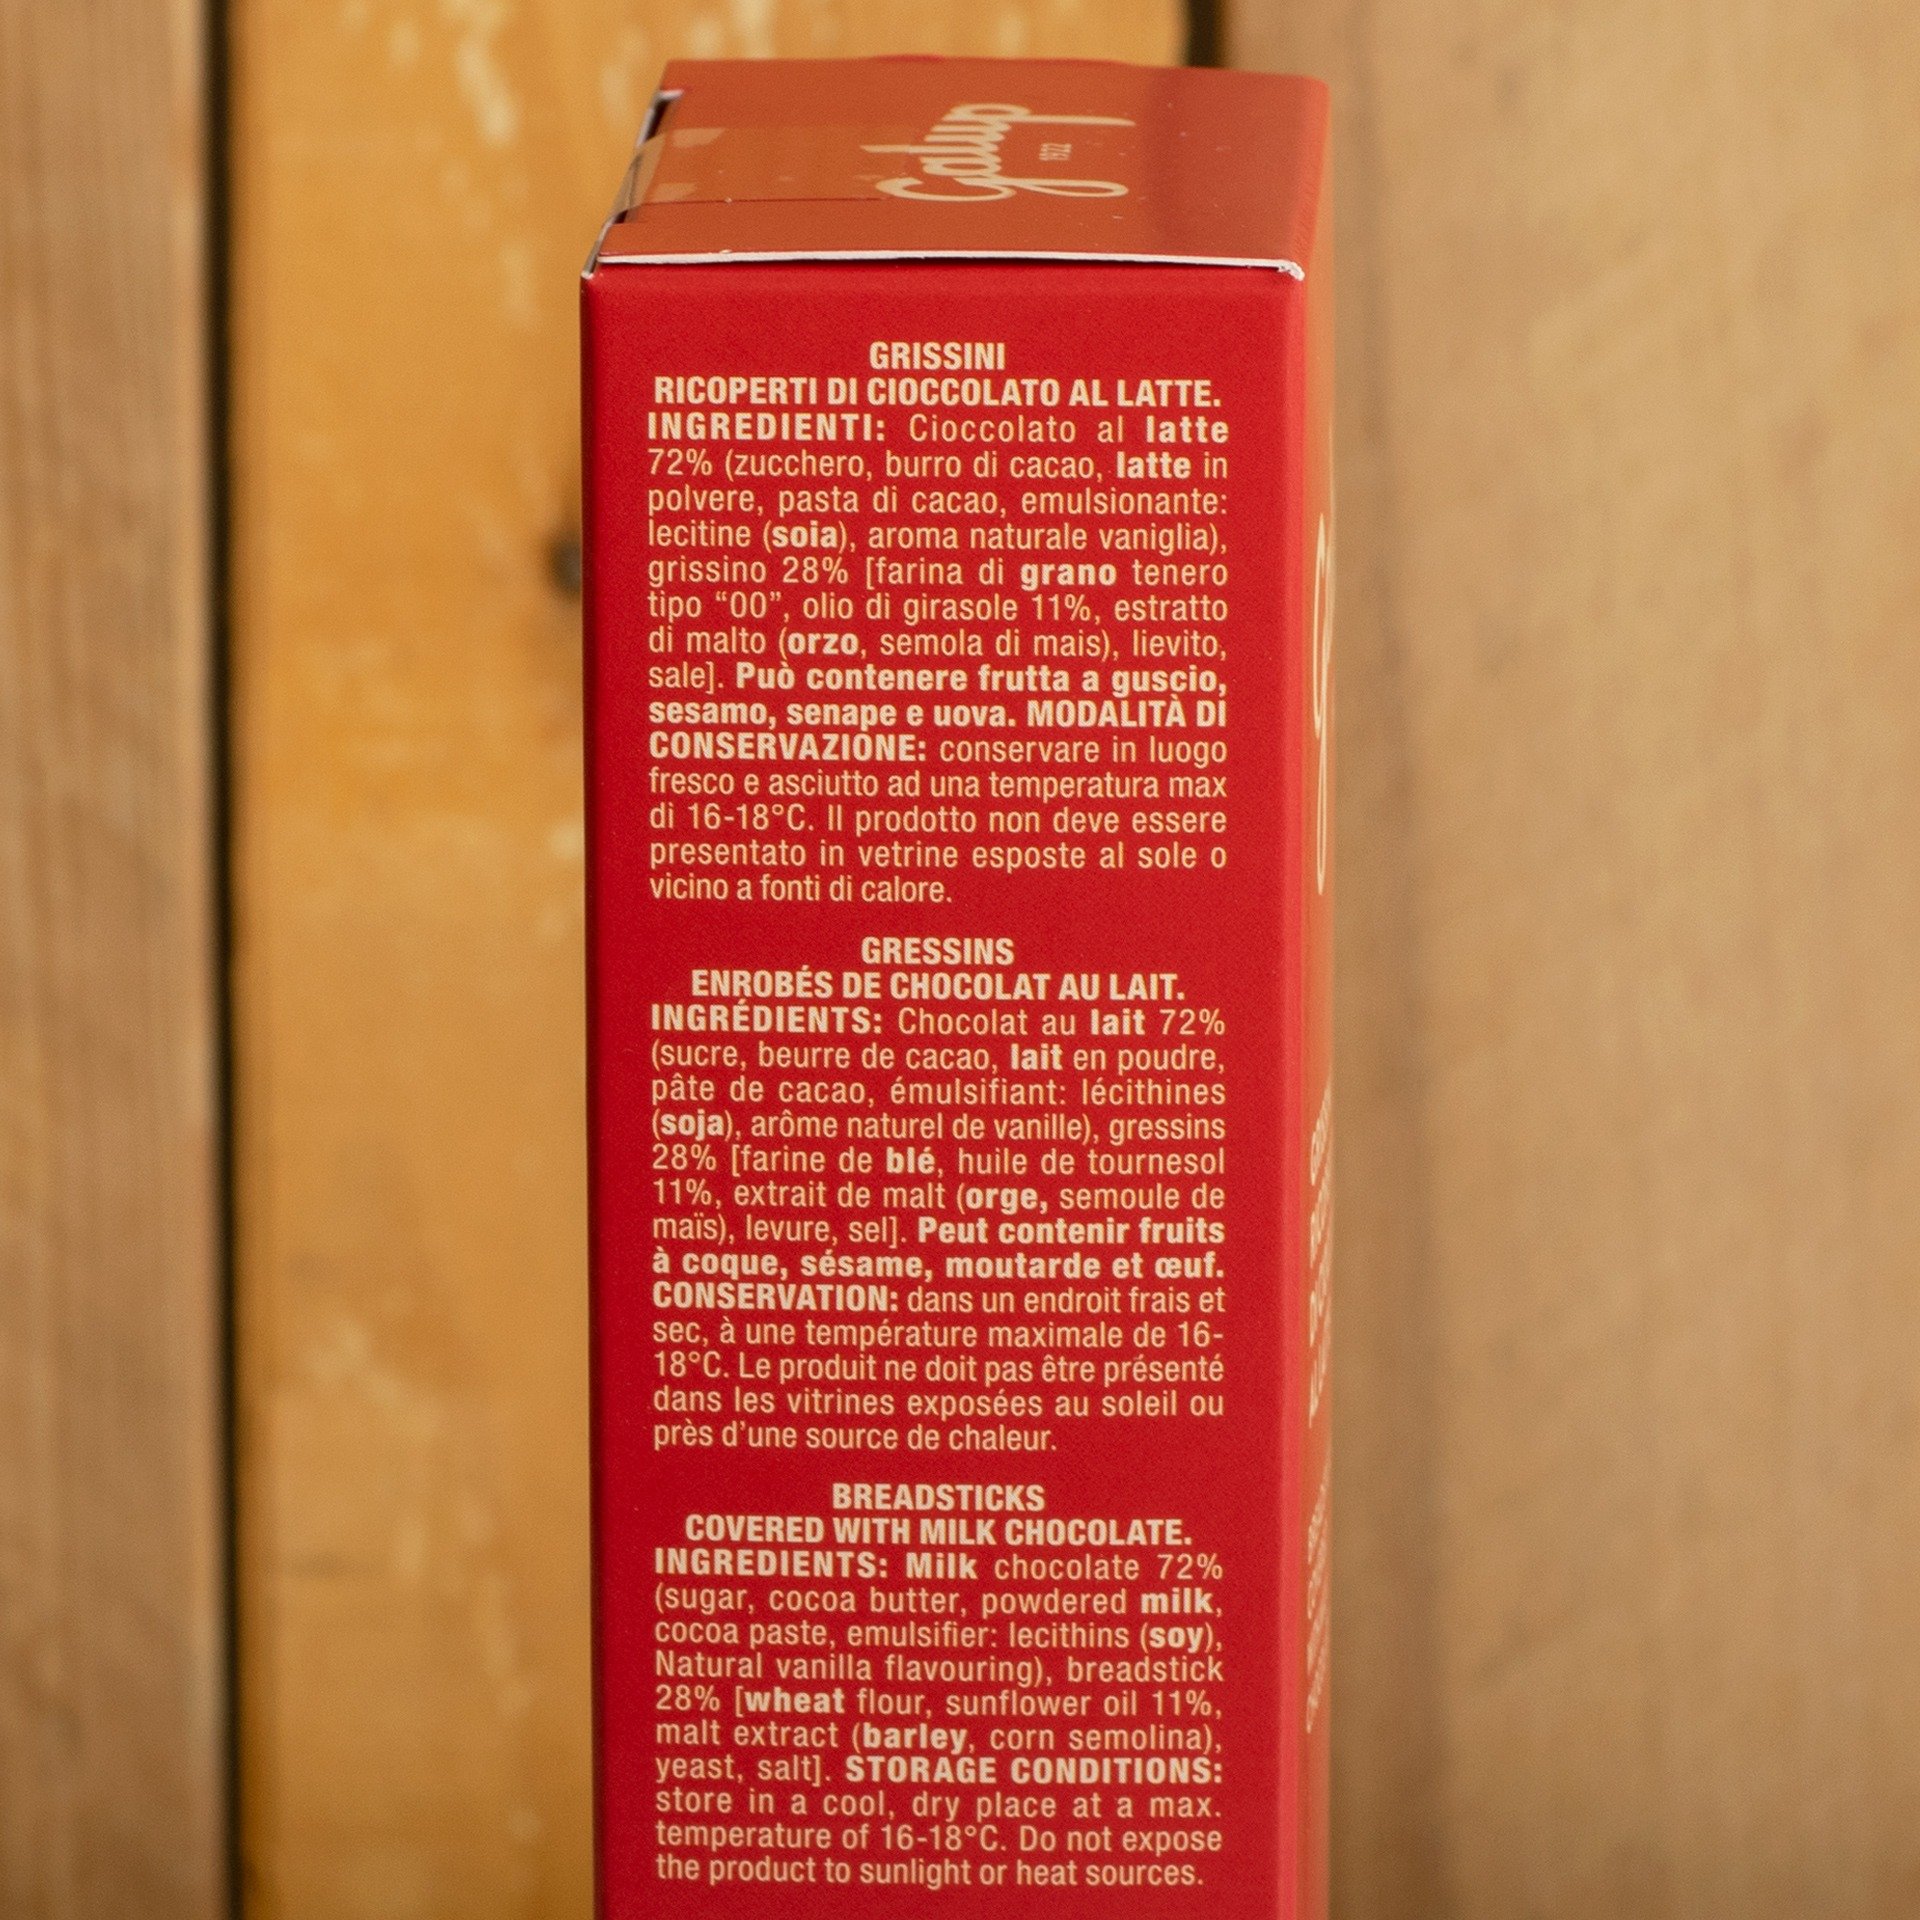 Galup
1922
GRISSINI
RICOPERTI DI CIOCCOLATO AL LATTE.
INGREDIENTI: Cioccolato al latte
72% (zucchero, burro di cacao, latte in
polvere, pasta di cacao, emulsionante:
lecitine (soia), aroma naturale vaniglia),
grissino 28% [farina di grano tenero
tipo “00”, olio di girasole 11%, estratto
di malto (orzo, semola di mais), lievito,
sale]. Può contenere frutta a guscio,
sesamo, senape e uova. MODALITÀ DI
CONSERVAZIONE: conservare in luogo
fresco e asciutto ad una temperatura max
di 16-18°C. Il prodotto non deve essere
presentato in vetrine esposte al sole o
vicino a fonti di calore.
GRESSINS
ENROBÉS DE CHOCOLAT AU LAIT.
INGRÉDIENTS: Chocolat au lait 72%
(sucre, beurre de cacao, lait en poudre,
pâte de cacao, émulsifiant: lécithines
(soja), arôme naturel de vanille), gressins
28% [farine de blé, huile de tournesol
11%, extrait de malt (orge, semoule de
maïs), levure, sel]. Peut contenir fruits
à coque, sésame, moutarde et œuf.
CONSERVATION: dans un endroit frais et
sec, à une température maximale de 16-
18°C. Le produit ne doit pas être présenté
dans les vitrines exposées au soleil ou
près d’une source de chaleur.
BREADSTICKS
COVERED WITH MILK CHOCOLATE.
INGREDIENTS: Milk chocolate 72%
(sugar, cocoa butter, powdered milk,
cocoa paste, emulsifier: lecithins (soy),
Natural vanilla flavouring), breadstick
28% [wheat flour, sunflower oil 11%,
malt extract (barley, corn semolina),
yeast, salt]. STORAGE CONDITIONS:
store in a cool, dry place at a max.
temperature of 16-18°C. Do not expose
the product to sunlight or heat sources.